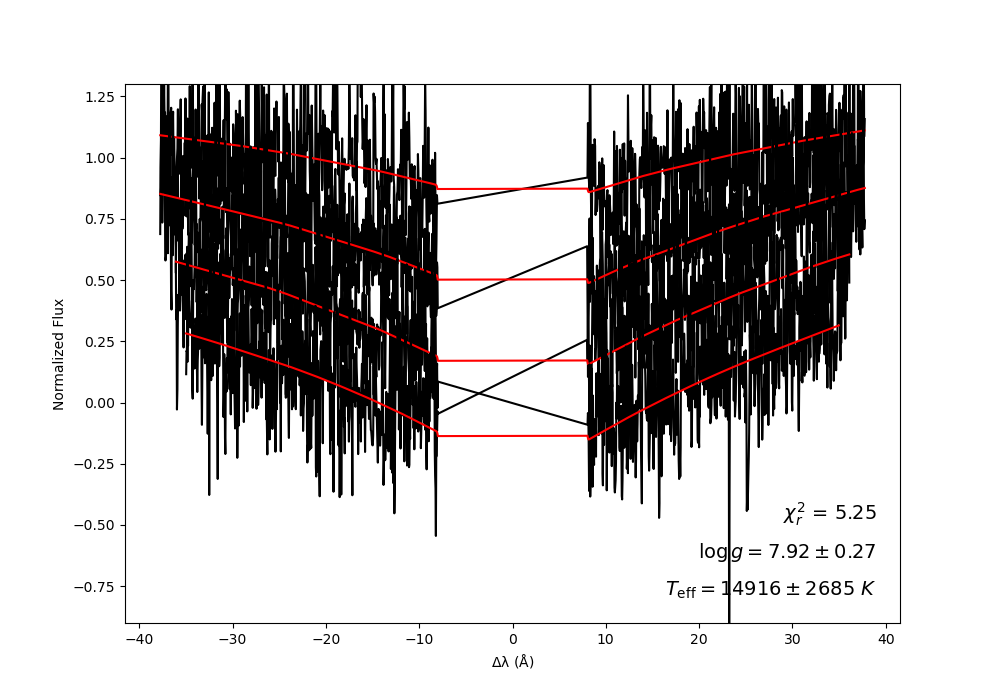 1.25
1.00
0.75
0.50
0.25
0.00
−0.25
−0.50
−0.75
Normalized Flux
χ²ᵣ = 5.25
log g = 7.92 ± 0.27
T_eff = 14916 ± 2685 K
−40 −30 −20 −10 0 10 20 30 40
Δλ (Å)